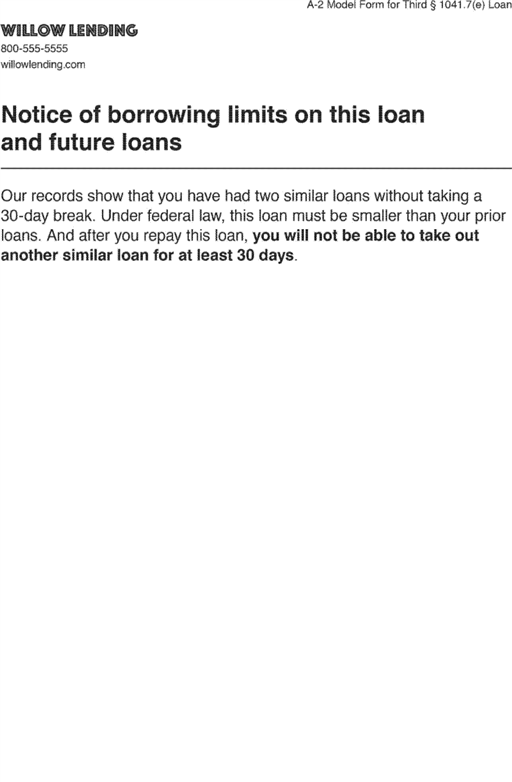 A-2 Model Form for Third § 1041.7(e) Loan
WILLOW LENDING
800-555-5555
willowlending.com
Notice of borrowing limits on this loan
and future loans
Our records show that you have had two similar loans without taking a
30-day break. Under federal law, this loan must be smaller than your prior
loans. And after you repay this loan, you will not be able to take out
another similar loan for at least 30 days.